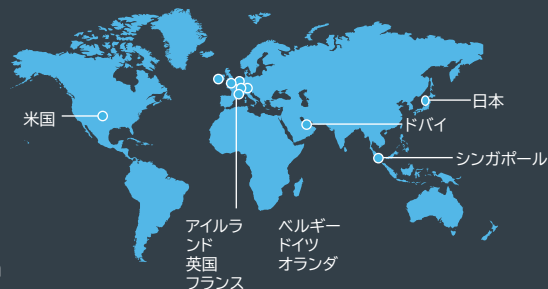 米国
日本
ドバイ
シンガポール
アイルラ
ンド
英国
フランス
ベルギー
ドイツ
オランダ